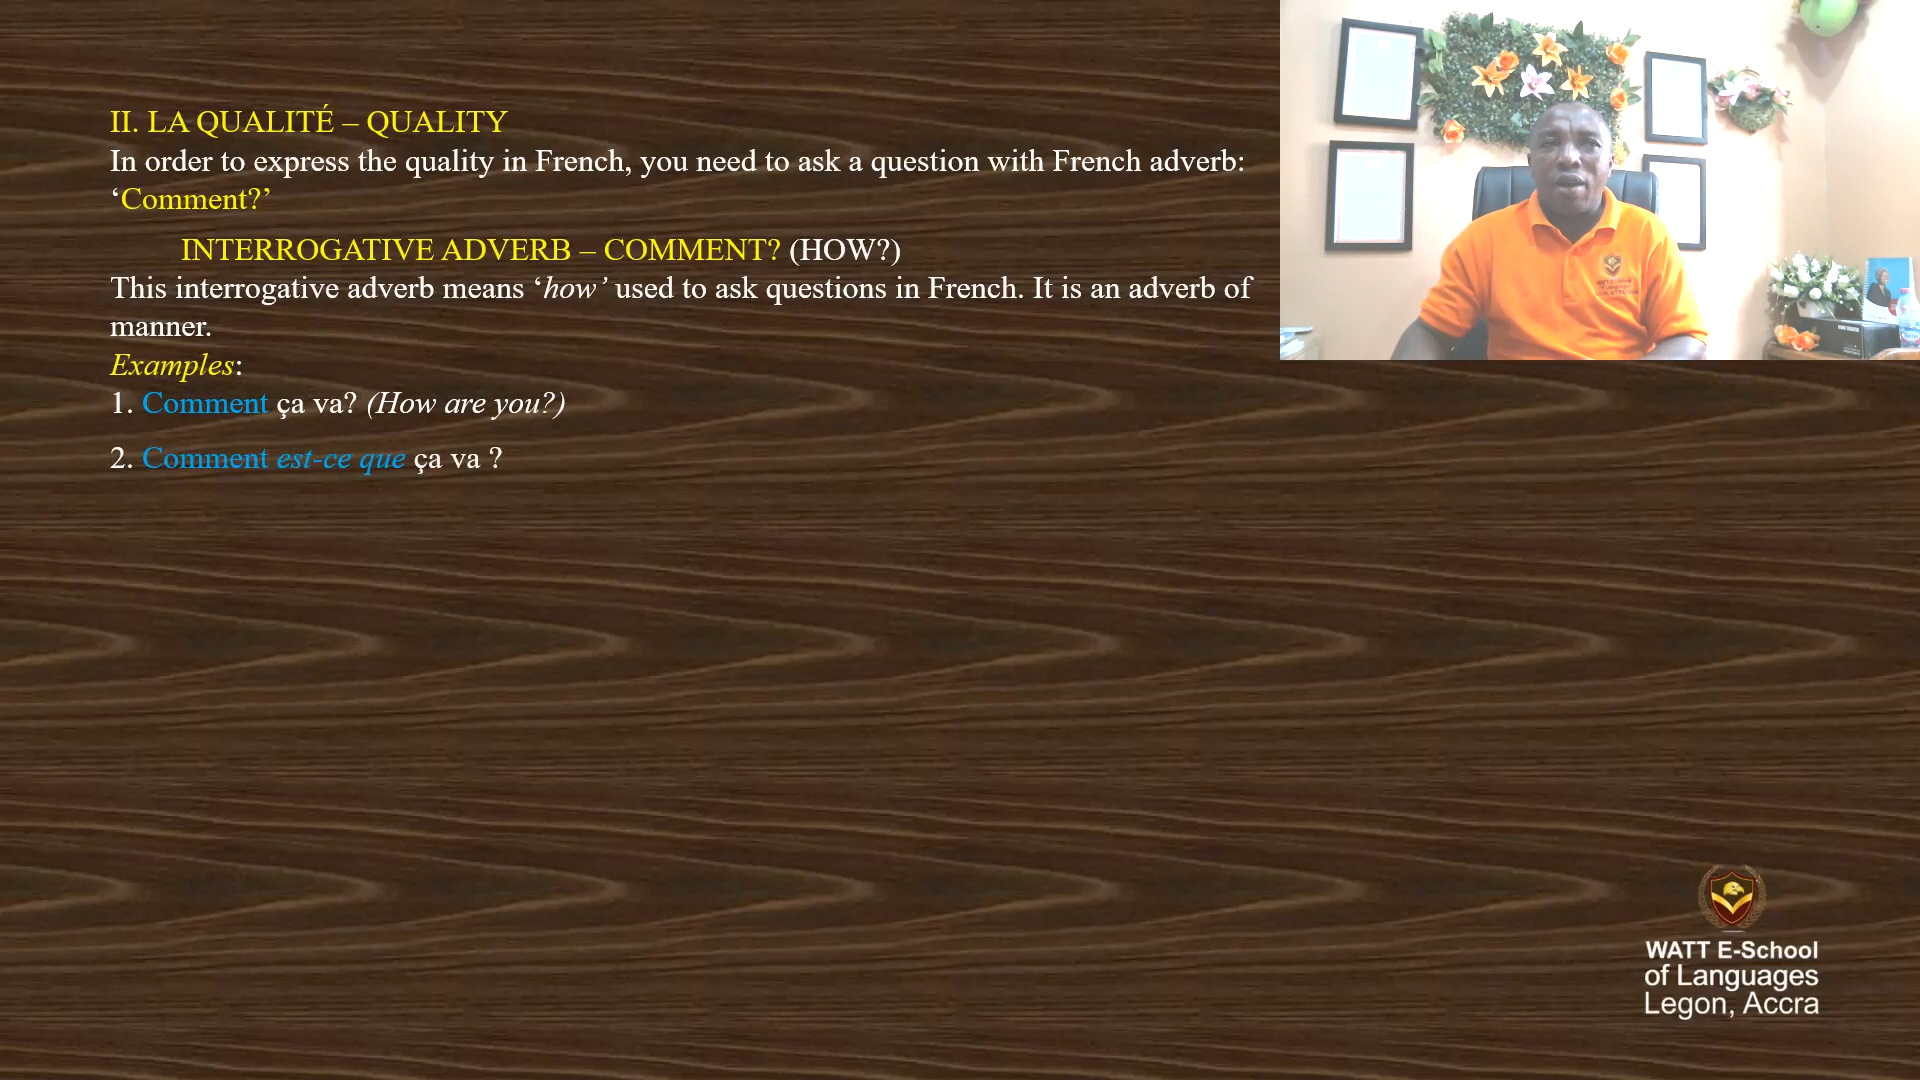 II. LA QUALITÉ – QUALITY
In order to express the quality in French, you need to ask a question with French adverb:
‘Comment?’
INTERROGATIVE ADVERB – COMMENT? (HOW?)
This interrogative adverb means ‘how’ used to ask questions in French. It is an adverb of
manner.
Examples:
1. Comment ça va? (How are you?)
2. Comment est-ce que ça va ?
WATT E-School
of Languages
Legon, Accra